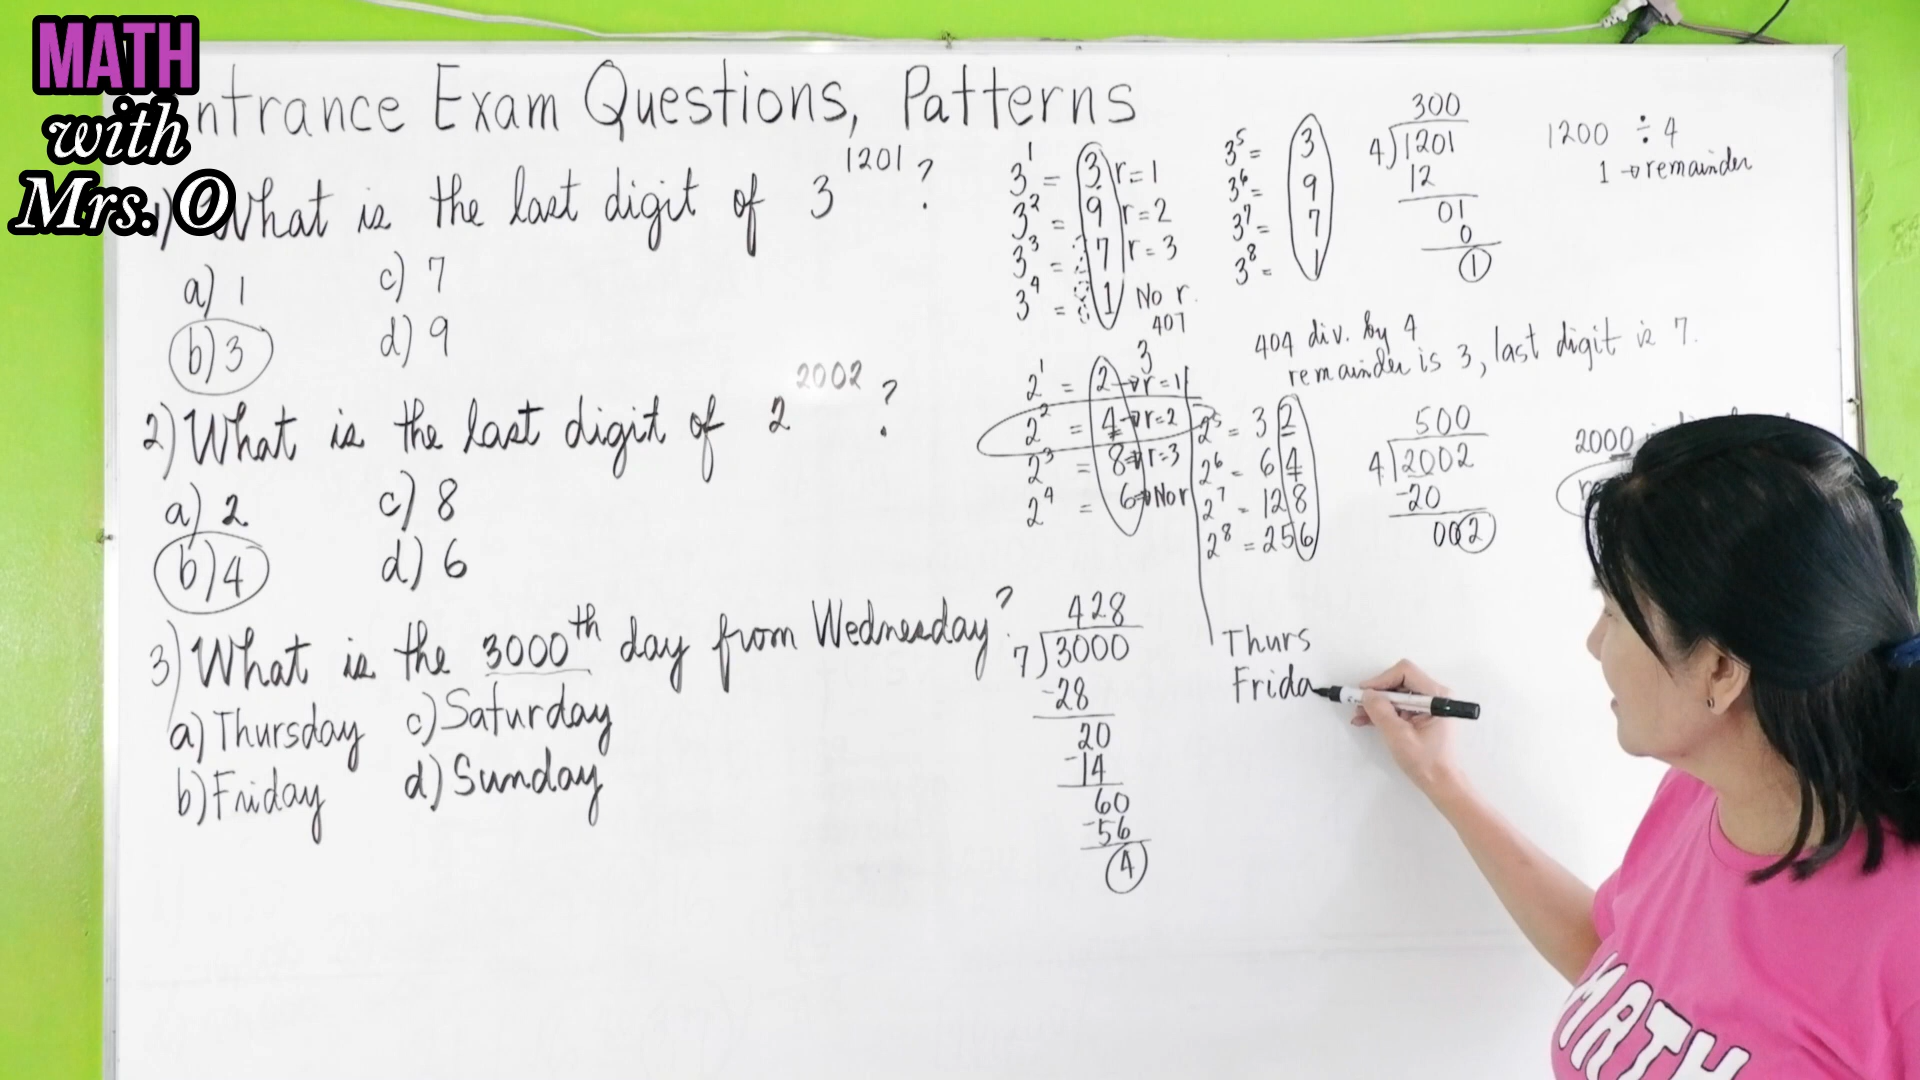 MATH
with
Mrs. O
ntrance Exam Questions, Patterns
1) What is the last digit of 3^1201?
a) 1
c) 7
b) 3
d) 9
2) What is the last digit of 2^2002?
a) 2
c) 8
b) 4
d) 6
3) What is the 3000th day from Wednesday?
a) Thursday
c) Saturday
b) Friday
d) Sunday
3^1 = 3 r=1
3^2 = 9 r=2
3^3 = 27 r=3
3^4 = 81 No r.
3^5 = 3
3^6 = 9
3^7 = 7
3^8 = 1
300
4)1201
12
01
0
1
1200 ÷ 4
1 → remainder
3^407
404 div. by 4
remainder is 3, last digit is 7.
2^1 = 2 → r=1
2^2 = 4 → r=2
2^3 = 8 → r=3
2^4 = 6 → No r
2^5 = 32
2^6 = 64
2^7 = 128
2^8 = 256
500
4)2002
-20
002
2000
428
7)3000
-28
20
-14
60
-56
4
Thurs
Frida
MATH